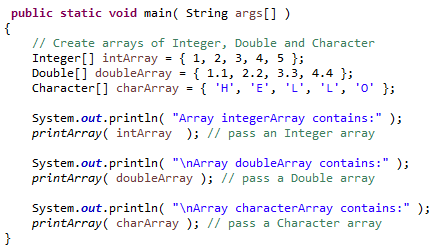 public static void main( String args[] )
{
// Create arrays of Integer, Double and Character
Integer[] intArray = { 1, 2, 3, 4, 5 };
Double[] doubleArray = { 1.1, 2.2, 3.3, 4.4 };
Character[] charArray = { 'H', 'E', 'L', 'L', 'O' };
System.out.println( "Array integerArray contains:" );
printArray( intArray  ); // pass an Integer array
System.out.println( "\nArray doubleArray contains:" );
printArray( doubleArray ); // pass a Double array
System.out.println( "\nArray characterArray contains:" );
printArray( charArray ); // pass a Character array
}